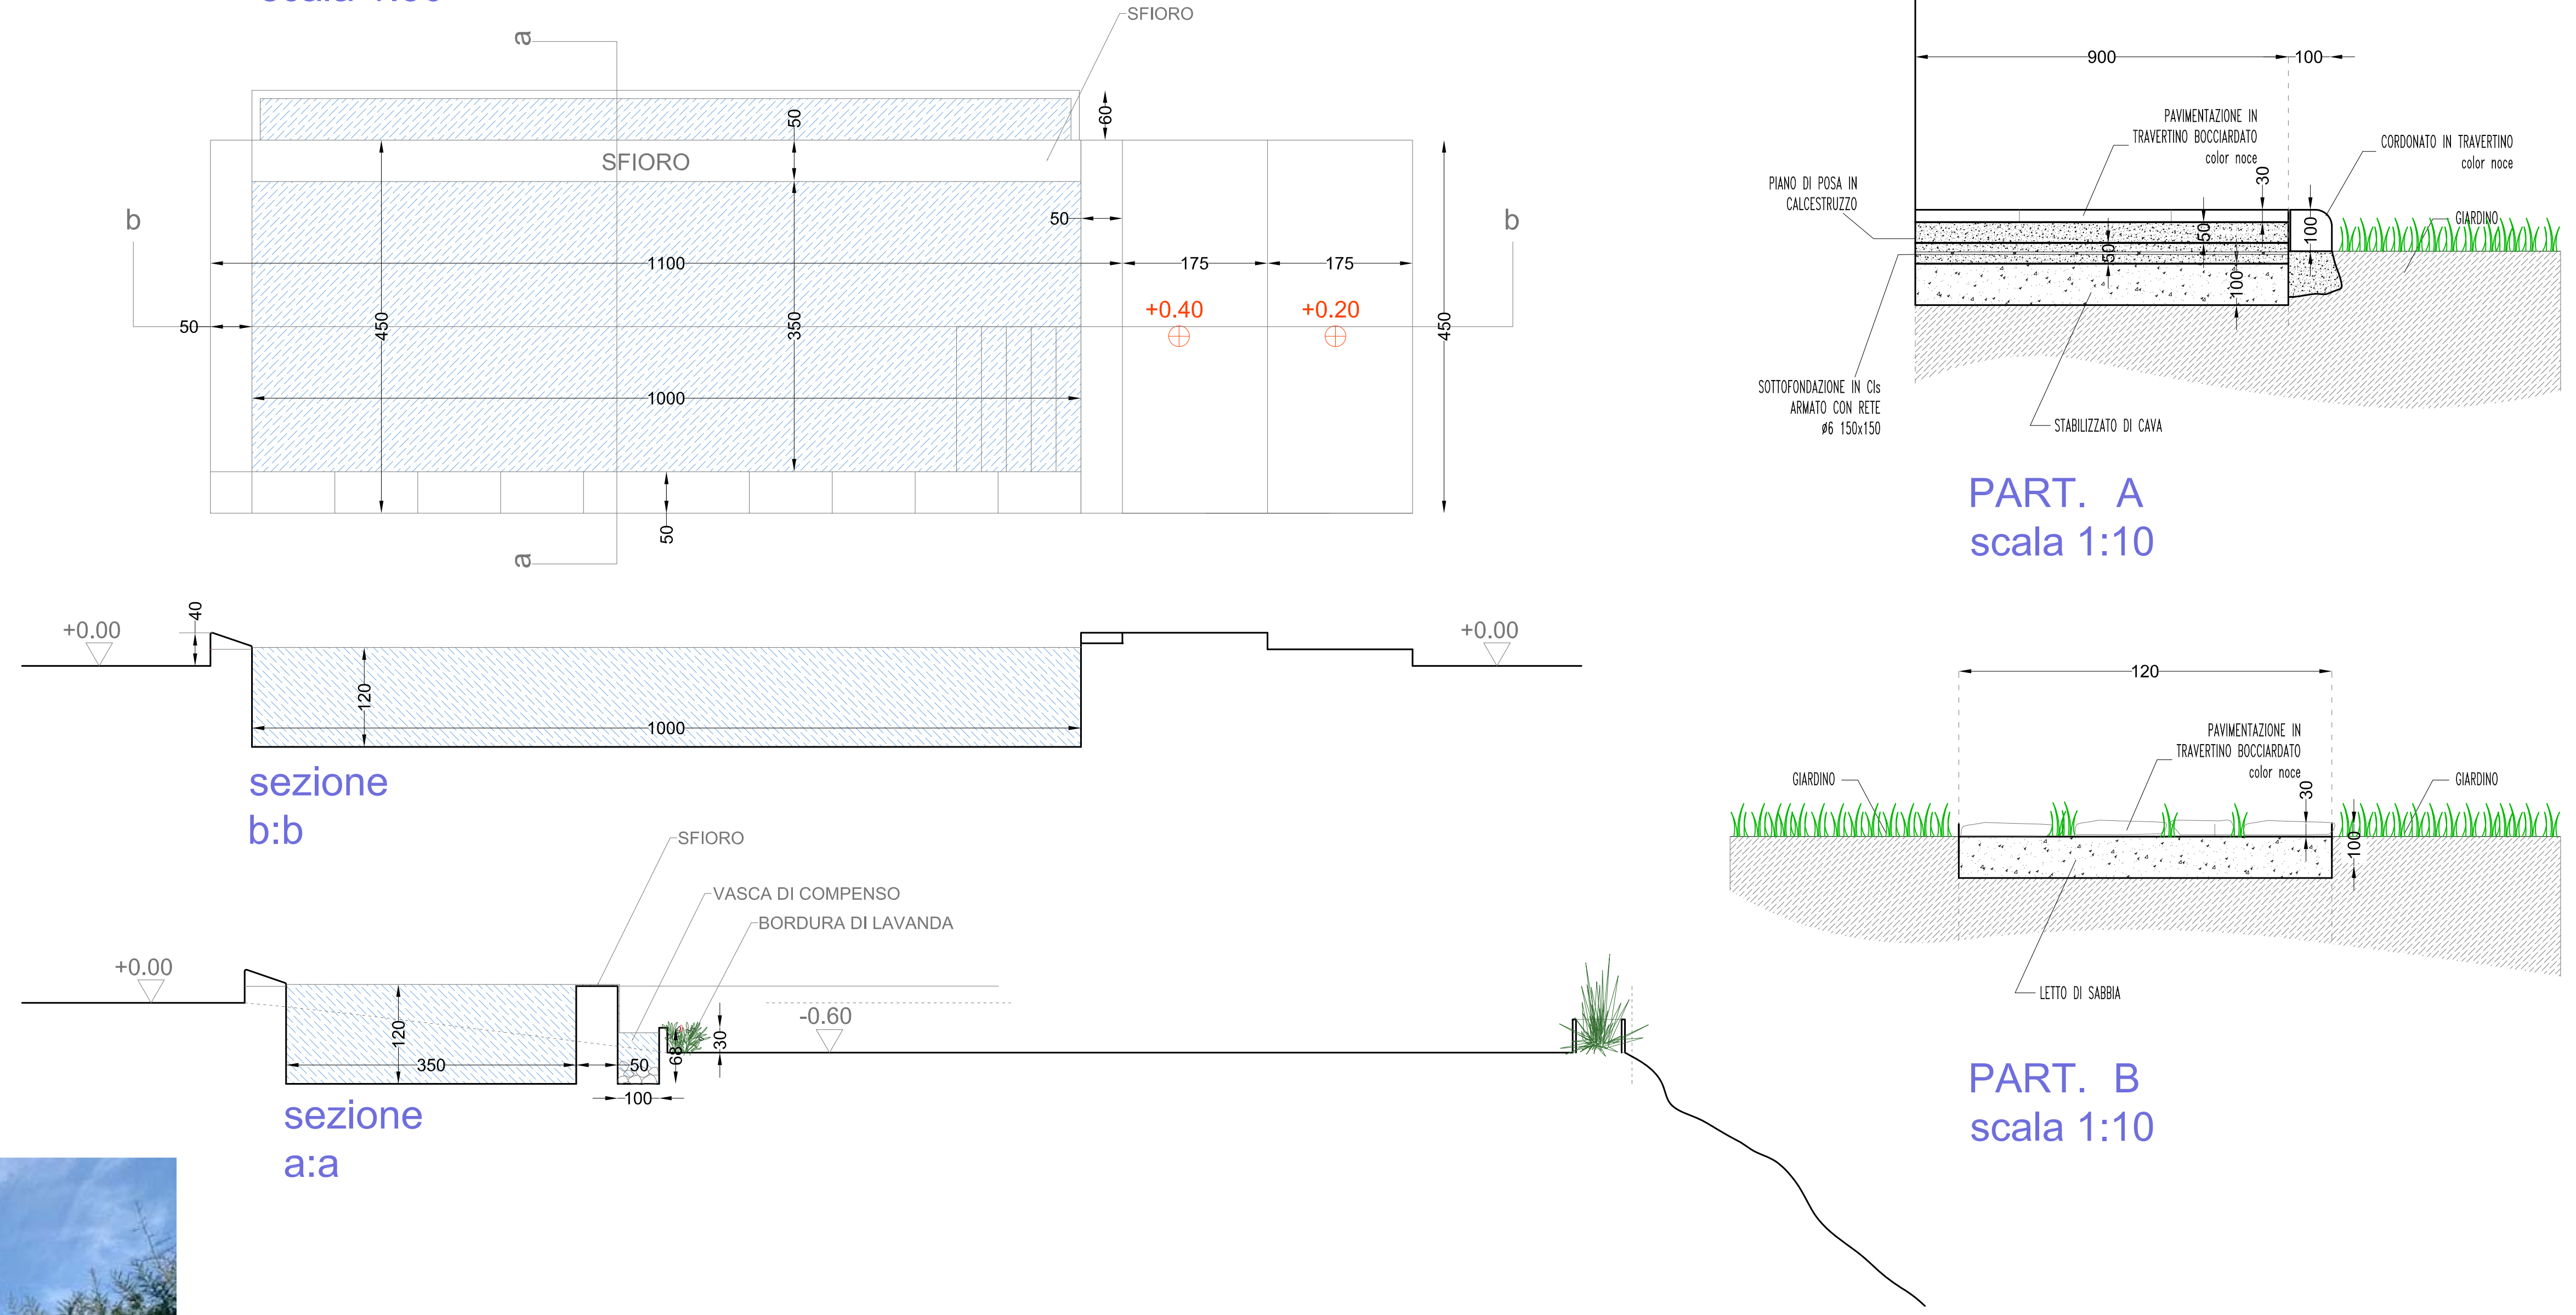 SFIORO
a
60
50
SFIORO
b
50
b
1100
175
175
+0.40
+0.20
50
450
350
450
1000
50
a
40
+0.00
+0.00
120
1000
sezione
b:b
SFIORO
VASCA DI COMPENSO
BORDURA DI LAVANDA
+0.00
-0.60
120
350
50
68
30
100
sezione
a:a
900
100
PAVIMENTAZIONE IN
TRAVERTINO BOCCIARDATO
color noce
CORDONATO IN TRAVERTINO
color noce
30
PIANO DI POSA IN
CALCESTRUZZO
GIARDINO
50
100
50
100
SOTTOFONDAZIONE IN Cls
ARMATO CON RETE
ø6 150x150
STABILIZZATO DI CAVA
PART. A
scala 1:10
120
PAVIMENTAZIONE IN
TRAVERTINO BOCCIARDATO
color noce
GIARDINO
GIARDINO
30
100
LETTO DI SABBIA
PART. B
scala 1:10